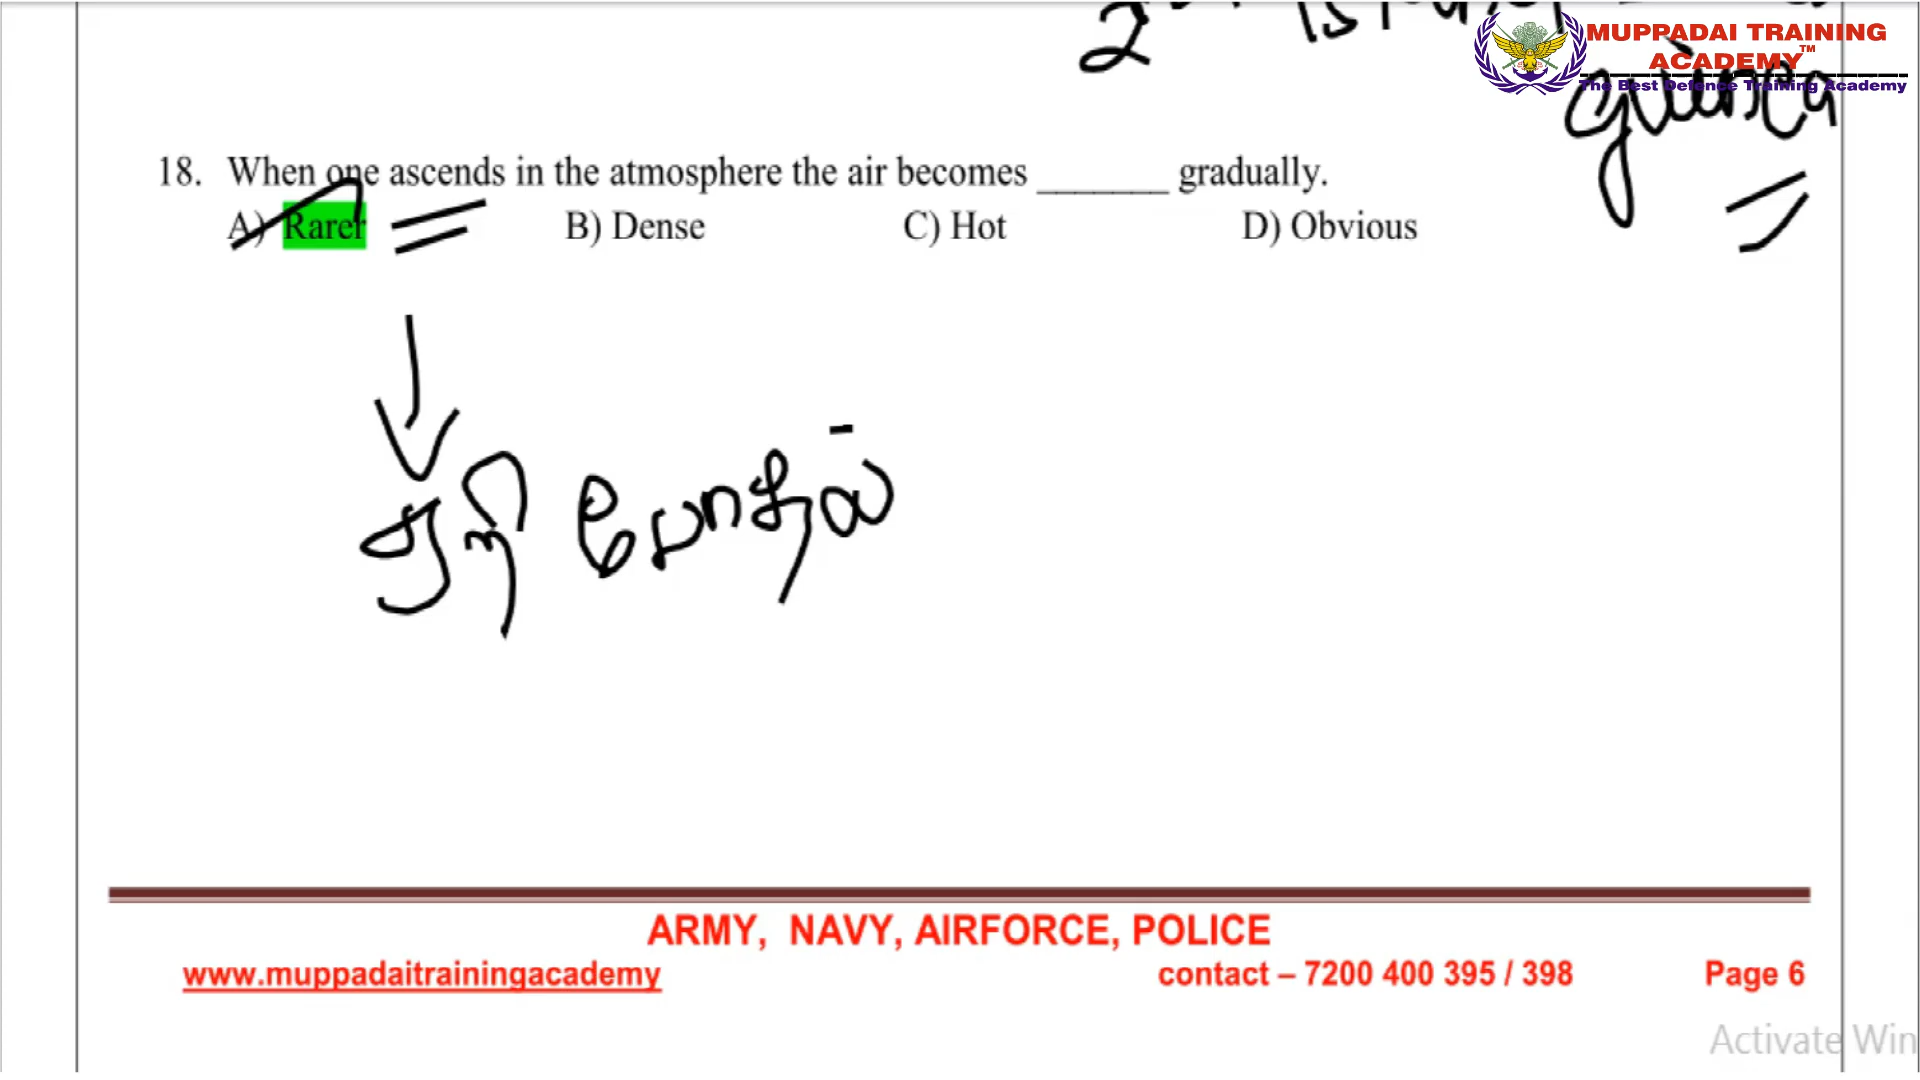 MUPPADAI TRAINING
ACADEMY™
The Best Defence Training Academy
2
guinea
18. When one ascends in the atmosphere the air becomes _______ gradually.
A) Rarer B) Dense C) Hot D) Obvious
ARMY, NAVY, AIRFORCE, POLICE
www.muppadaitrainingacademy contact – 7200 400 395 / 398 Page 6
Activate Win